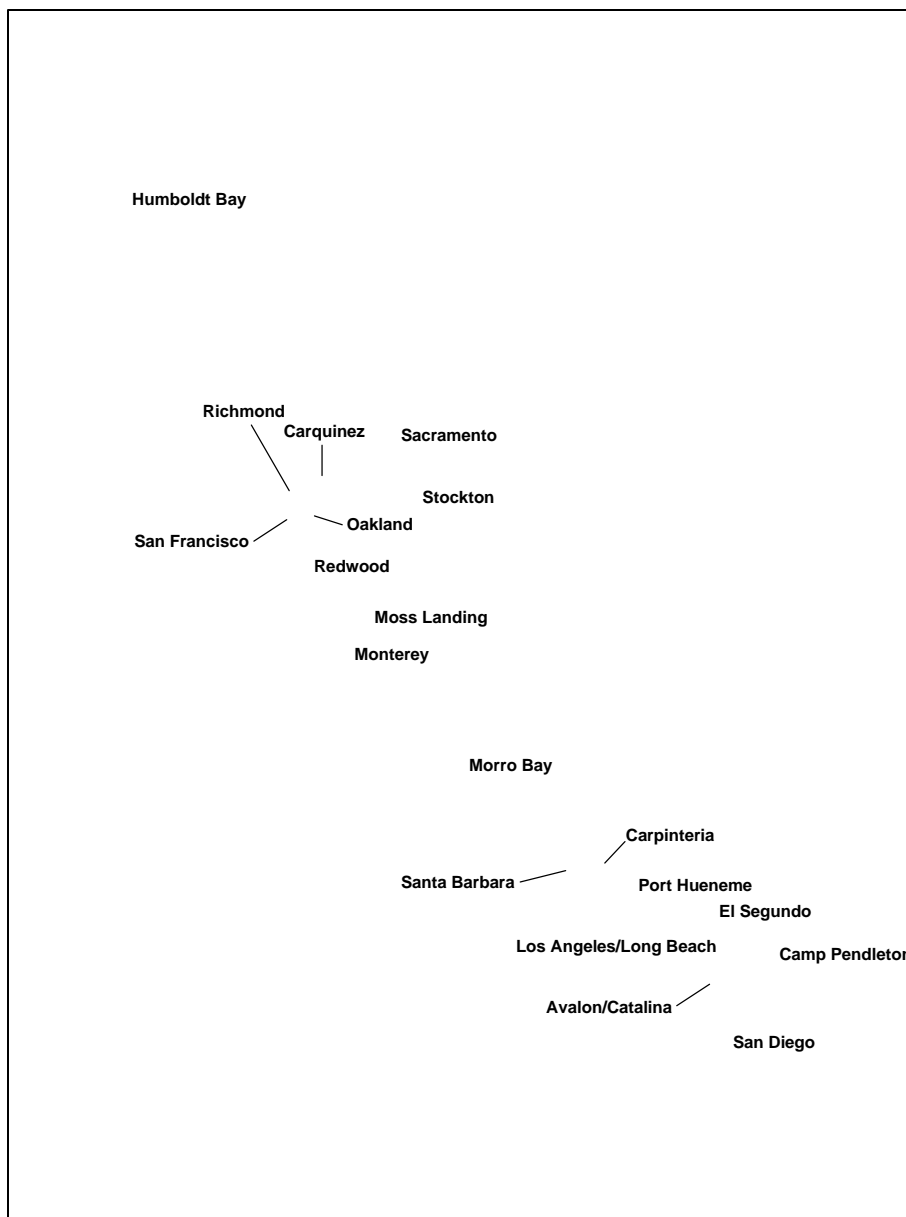 Humboldt Bay
Richmond
Carquinez
Sacramento
Stockton
Oakland
San Francisco
Redwood
Moss Landing
Monterey
Morro Bay
Carpinteria
Santa Barbara
Port Hueneme
El Segundo
Los Angeles/Long Beach
Camp Pendleton
Avalon/Catalina
San Diego